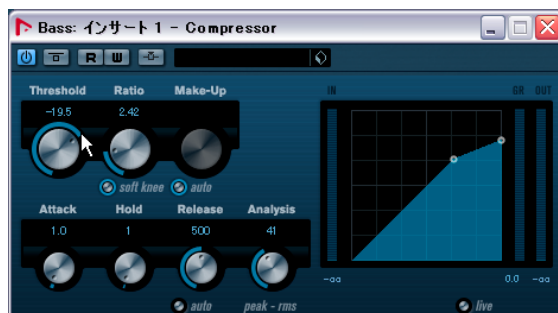 Bass: インサート 1 - Compressor
R W
Threshold Ratio Make-Up IN GR OUT
-19.5 2.42
soft knee auto
Attack Hold Release Analysis
1.0 1 500 41
-oo 0.0 -oo
auto peak - rms live